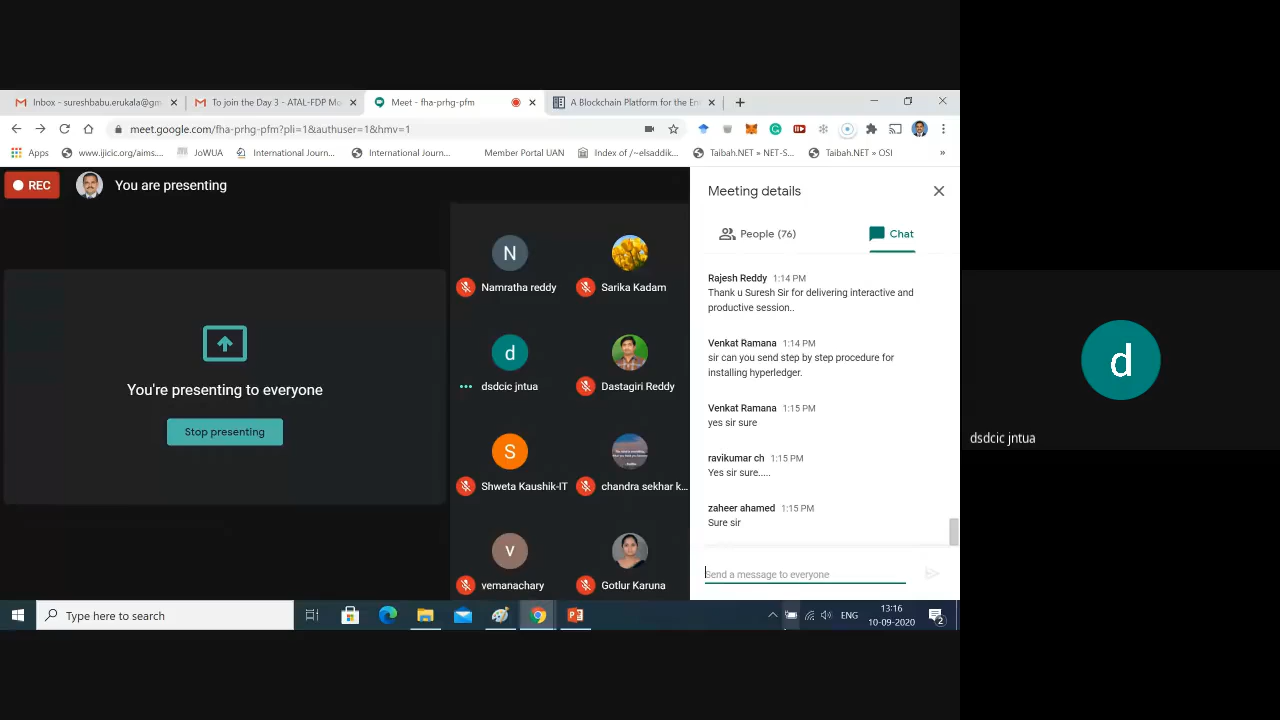 Inbox - sureshbabu.erukala@gm
To join the Day 3 - ATAL-FDP Mo
Meet - fha-prhg-pfm
A Blockchain Platform for the En
meet.google.com/fha-prhg-pfm?pli=1&authuser=1&hmv=1
Apps
www.ijicic.org/aims....
JoWUA
International Journ...
International Journ...
Member Portal UAN
Index of /~elsaddik...
Taibah.NET » NET-S...
Taibah.NET » OSI
»
REC
You are presenting
You're presenting to everyone
Stop presenting
N
Namratha reddy
Sarika Kadam
d
dsdcic jntua
Dastagiri Reddy
S
Shweta Kaushik-IT
chandra sekhar k...
v
vemanachary
Gotlur Karuna
Meeting details
People (76)
Chat
Rajesh Reddy 1:14 PM
Thank u Suresh Sir for delivering interactive and
productive session..
Venkat Ramana 1:14 PM
sir can you send step by step procedure for
installing hyperledger.
Venkat Ramana 1:15 PM
yes sir sure
ravikumar ch 1:15 PM
Yes sir sure.....
zaheer ahamed 1:15 PM
Sure sir
Send a message to everyone
Type here to search
ENG
13:16
10-09-2020
2
d
dsdcic jntua